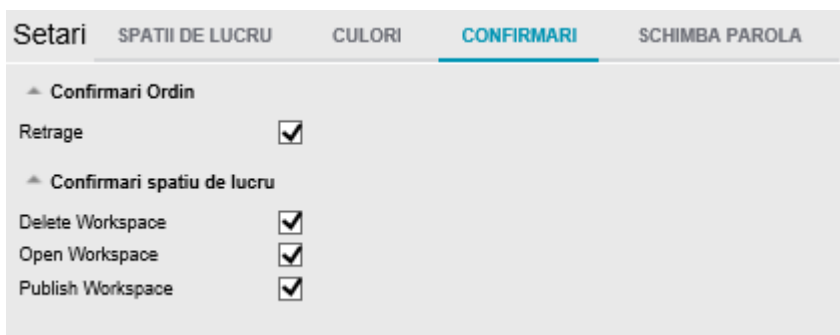 Setari SPATII DE LUCRU CULORI CONFIRMARI SCHIMBA PAROLA
Confirmari Ordin
Retrage
Confirmari spatiu de lucru
Delete Workspace
Open Workspace
Publish Workspace